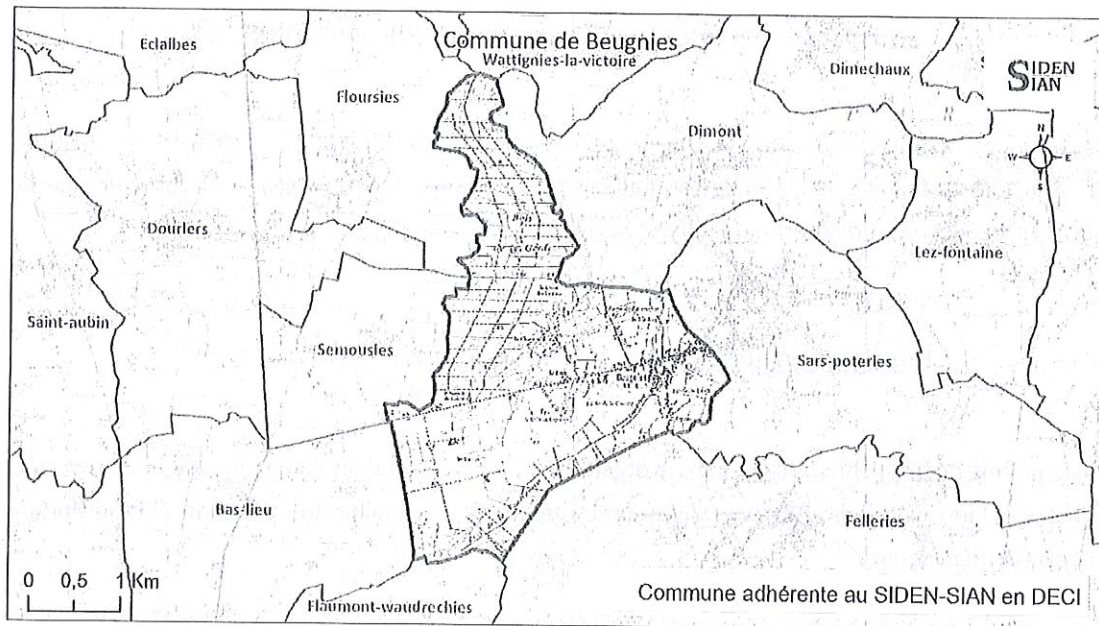 Eclaibes
Commune de Beugnies
Wattignies-la-victoire
Dimechaux
SIDEN
SIAN
Floursies
Dimont
N
W E
S
Dourlers
Lez-fontaine
Saint-aubin
Semousies
Sars-poteries
Bas-lieu
Felleries
0 0,5 1 Km
Flaumont-waudrechies
Commune adhérente au SIDEN-SIAN en DECI